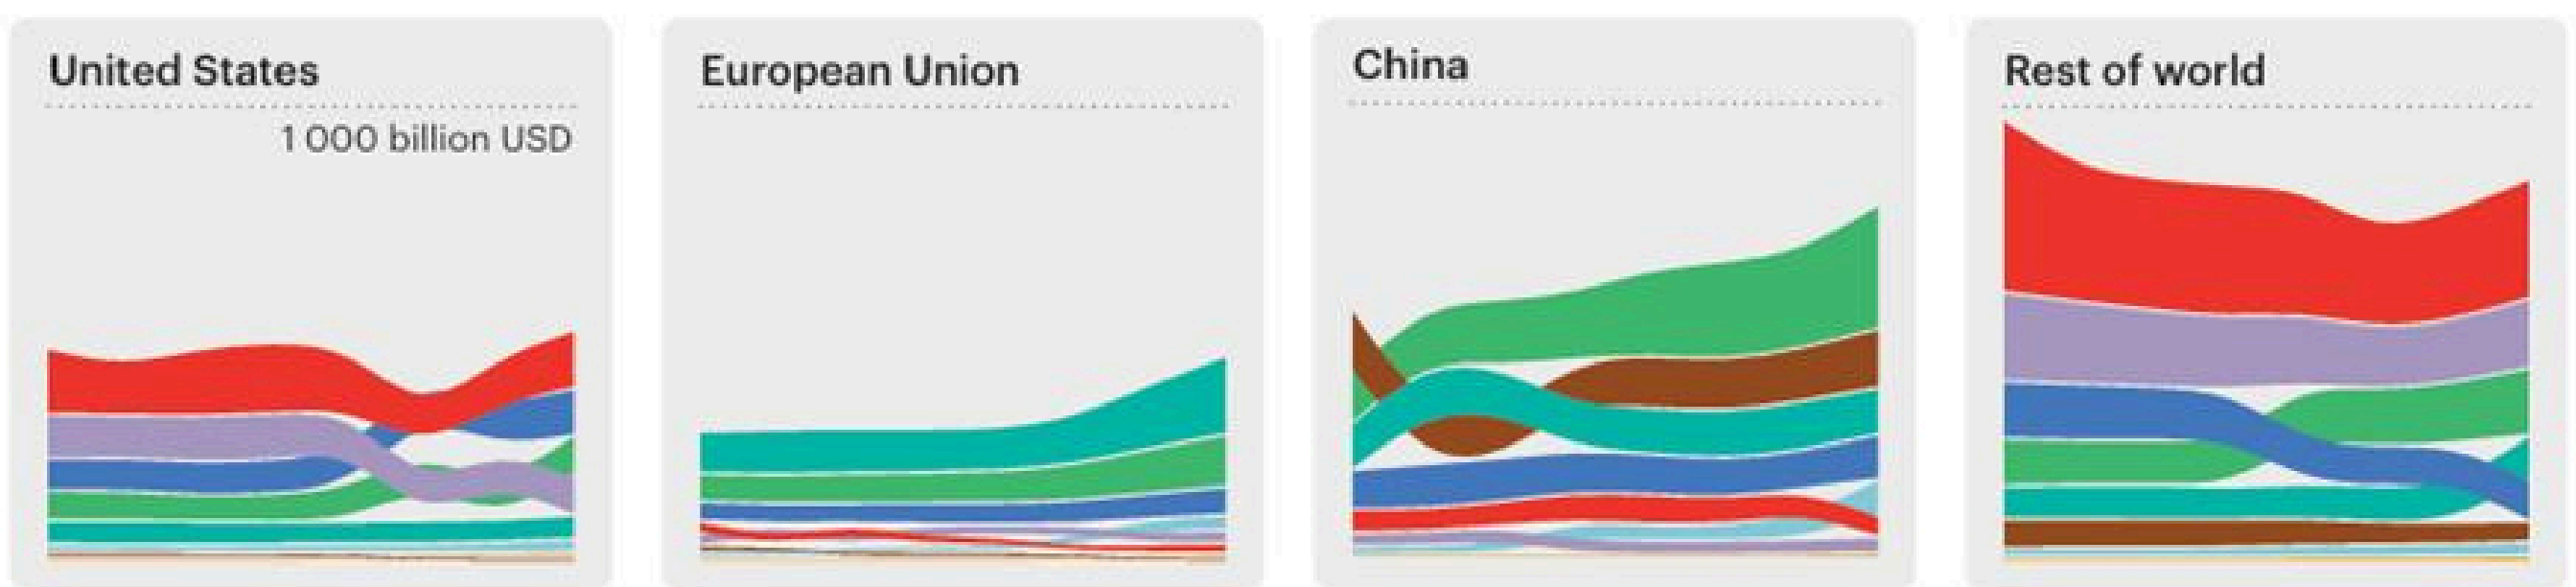 United States
1 000 billion USD
European Union
China
Rest of world